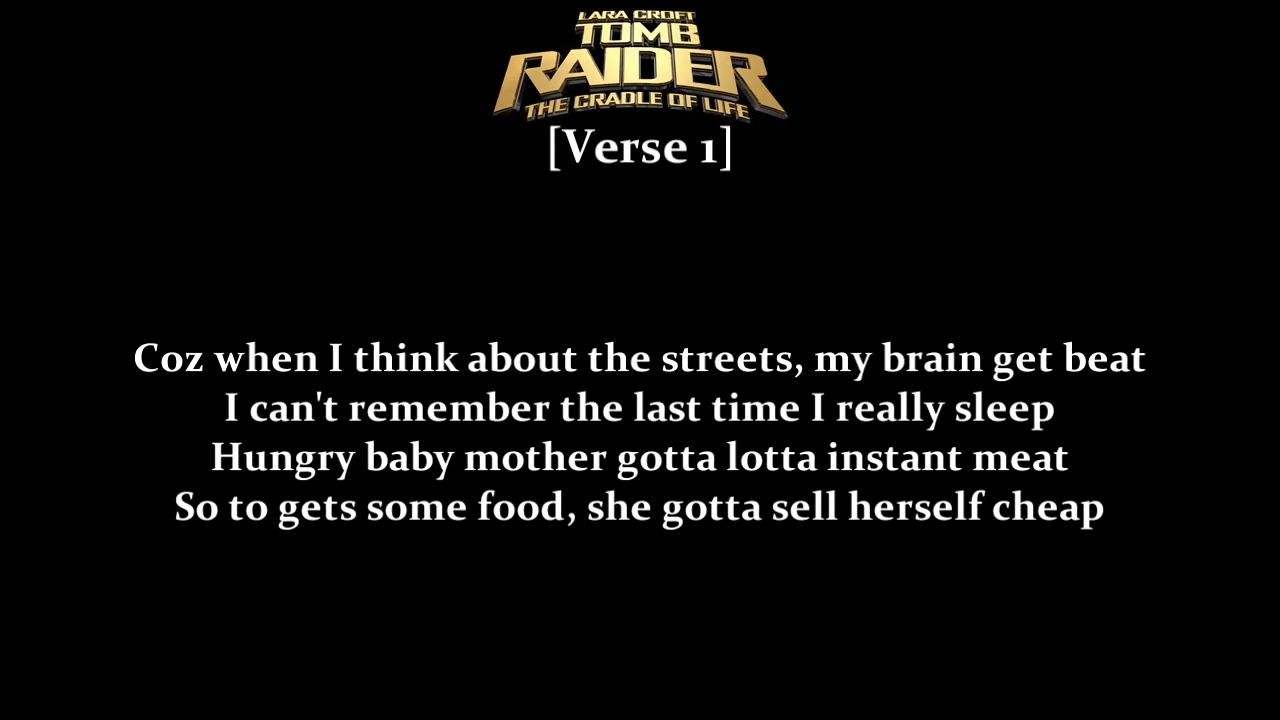 LARA CROFT
TOMB
RAIDER
THE CRADLE OF LIFE
[Verse 1]
Coz when I think about the streets, my brain get beat
I can't remember the last time I really sleep
Hungry baby mother gotta lotta instant meat
So to gets some food, she gotta sell herself cheap